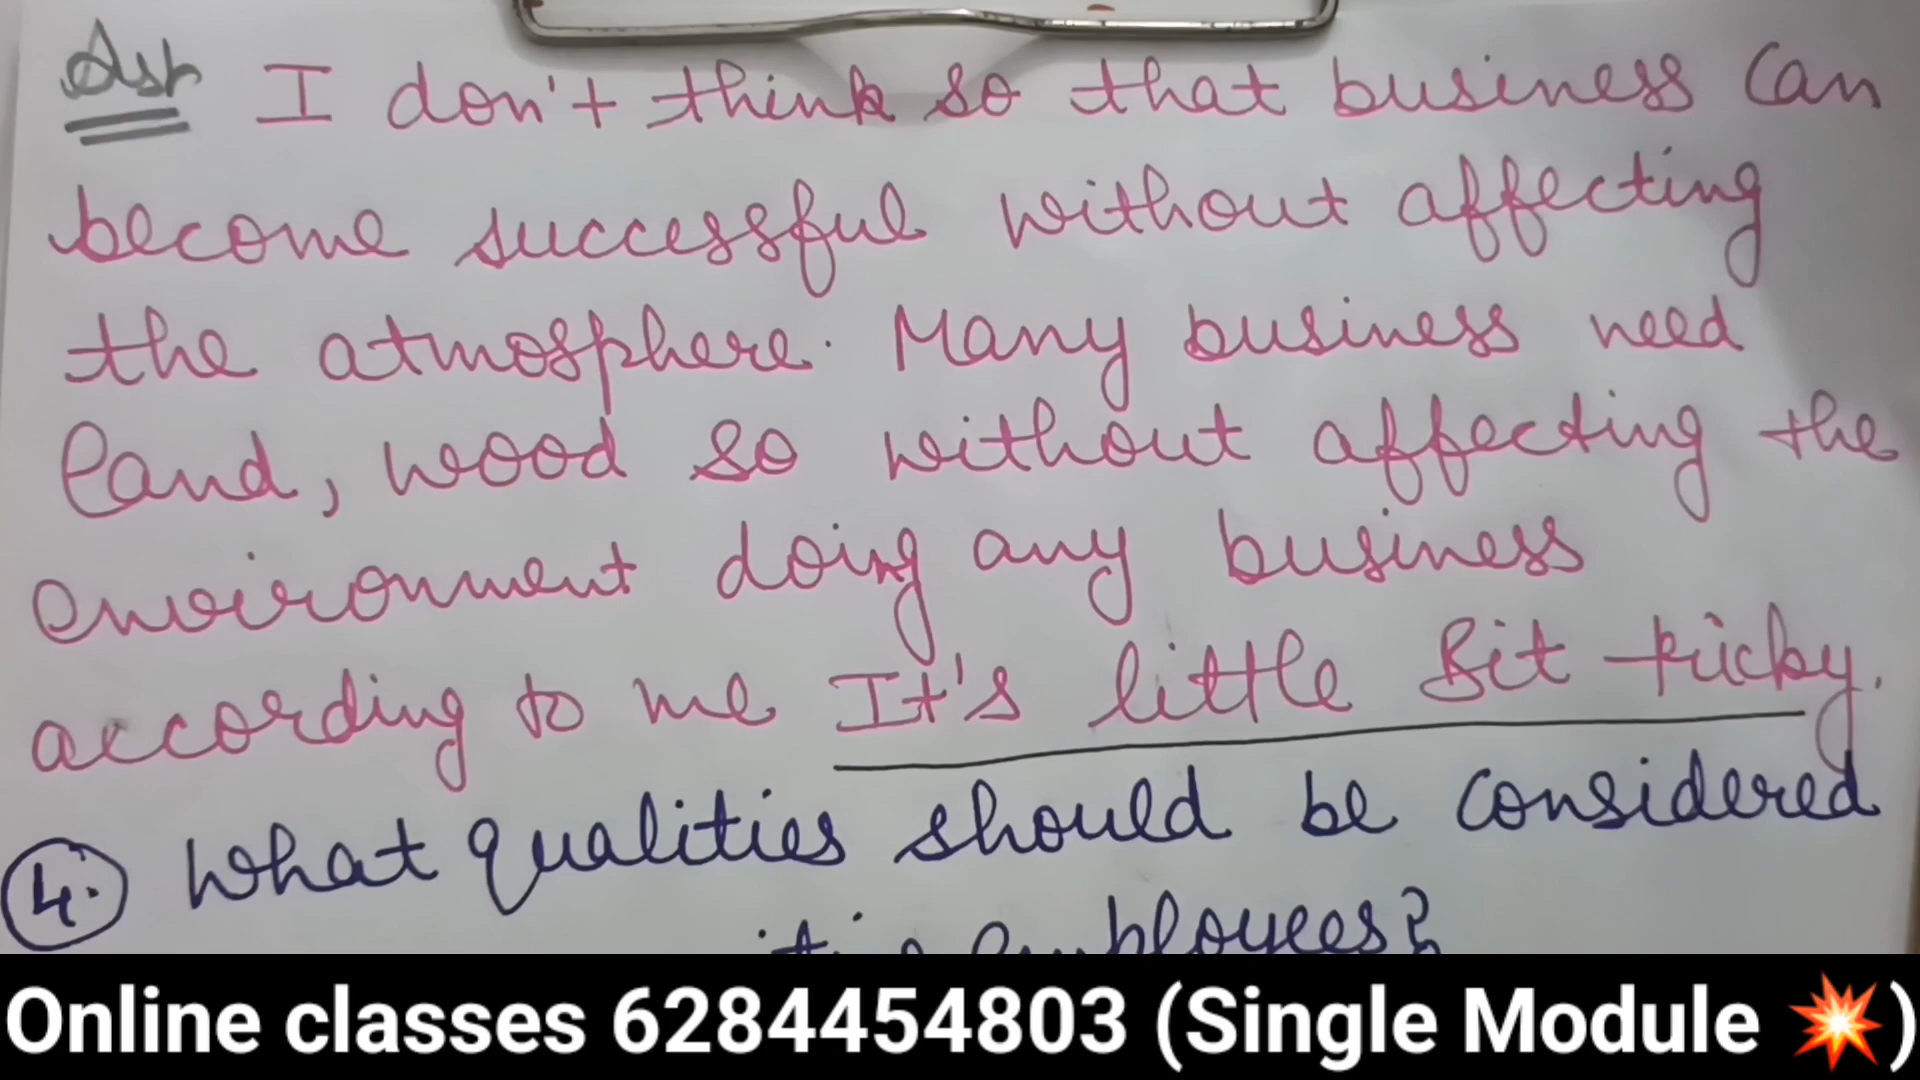 Ans
I don't think so that business can
become successful without affecting
the atmosphere. Many business need
land, wood so without affecting the
environment doing any business
according to me It's little Bit tricky.
4. What qualities should be considered
employees?
Online classes 6284454803 (Single Module 💥)